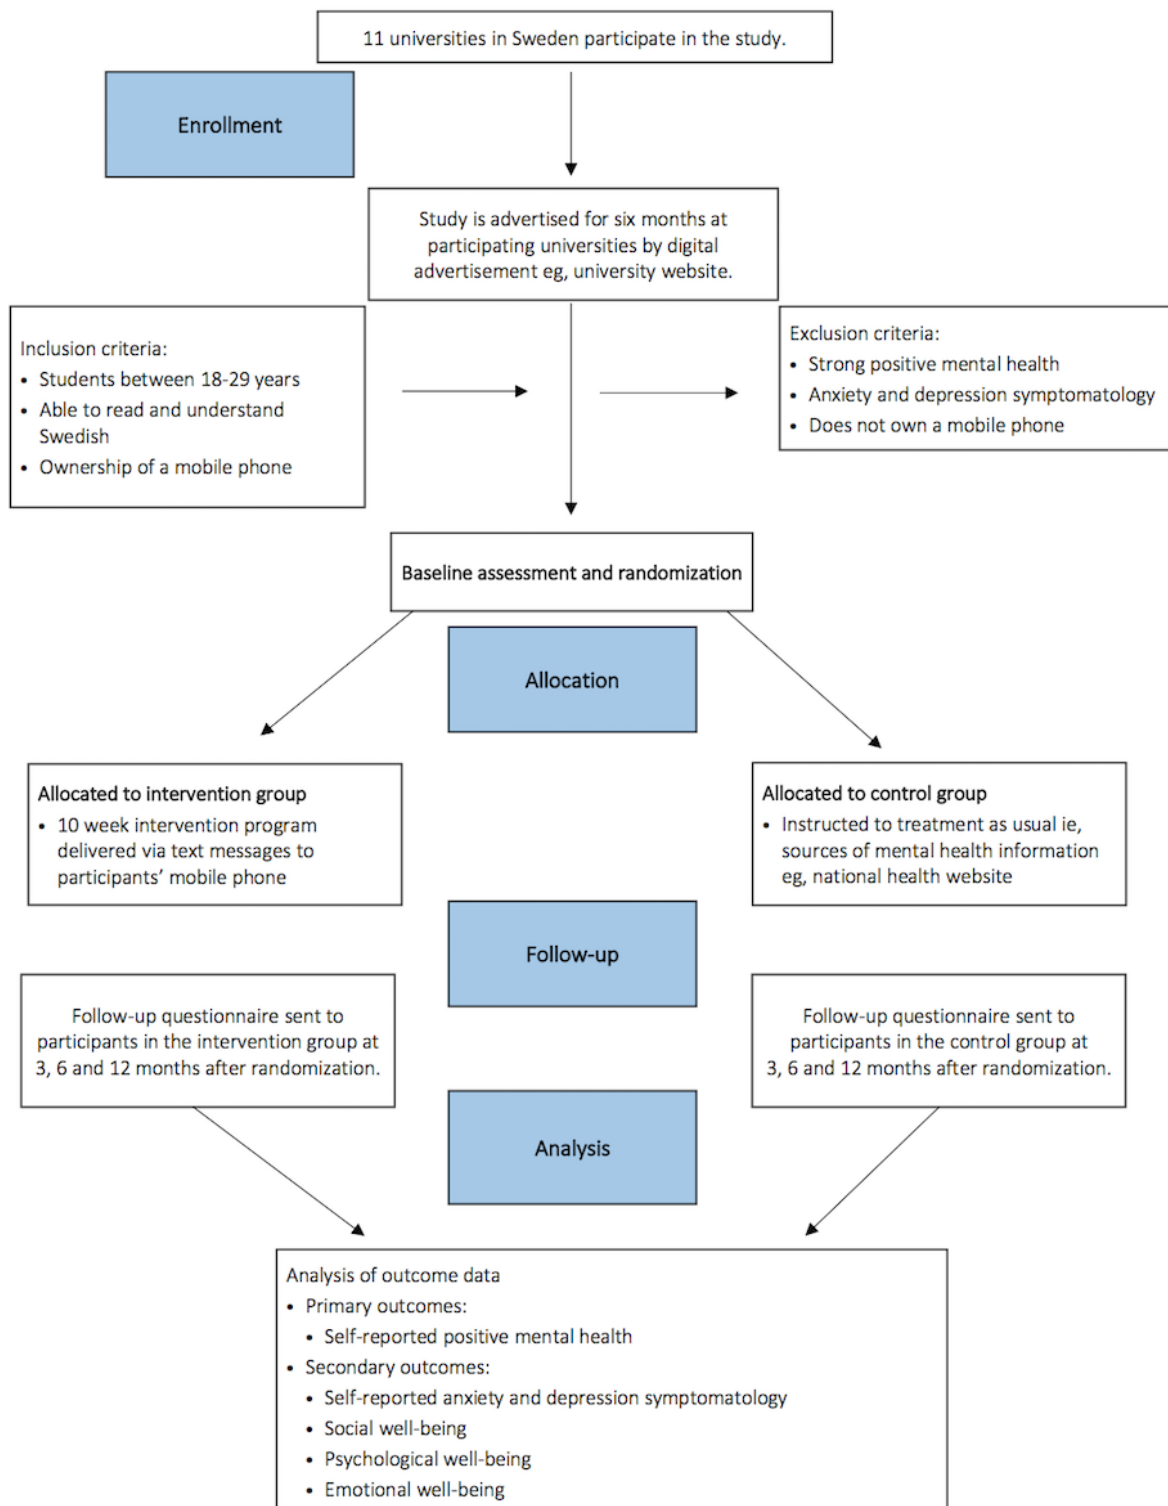 11 universities in Sweden participate in the study.
Enrollment
Study is advertised for six months at
participating universities by digital
advertisement eg, university website.
Inclusion criteria:
• Students between 18-29 years
• Able to read and understand
Swedish
• Ownership of a mobile phone
Exclusion criteria:
• Strong positive mental health
• Anxiety and depression symptomatology
• Does not own a mobile phone
Baseline assessment and randomization
Allocation
Allocated to intervention group
• 10 week intervention program
delivered via text messages to
participants’ mobile phone
Allocated to control group
• Instructed to treatment as usual ie,
sources of mental health information
eg, national health website
Follow-up
Follow-up questionnaire sent to
participants in the intervention group at
3, 6 and 12 months after randomization.
Follow-up questionnaire sent to
participants in the control group at
3, 6 and 12 months after randomization.
Analysis
Analysis of outcome data
• Primary outcomes:
• Self-reported positive mental health
• Secondary outcomes:
• Self-reported anxiety and depression symptomatology
• Social well-being
• Psychological well-being
• Emotional well-being